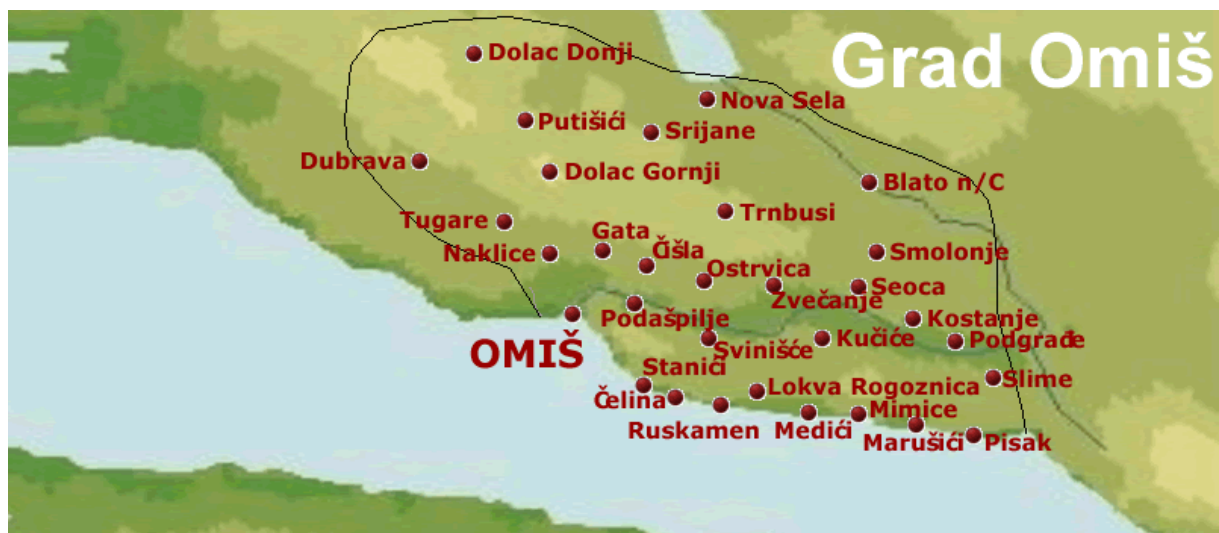 Grad Omiš
Dolac Donji
Nova Sela
Putišići
Srijane
Dubrava
Dolac Gornji
Blato n/C
Trnbusi
Tugare
Gata
Naklice
Čišla
Smolonje
Ostrvica
Zvečanje
Seoca
Podašpilje
Kostanje
OMIŠ
Svinišće
Kučiće
Podgrađe
Stanići
Slime
Lokva Rogoznica
Čelina
Mimice
Ruskamen
Medići
Marušići
Pisak